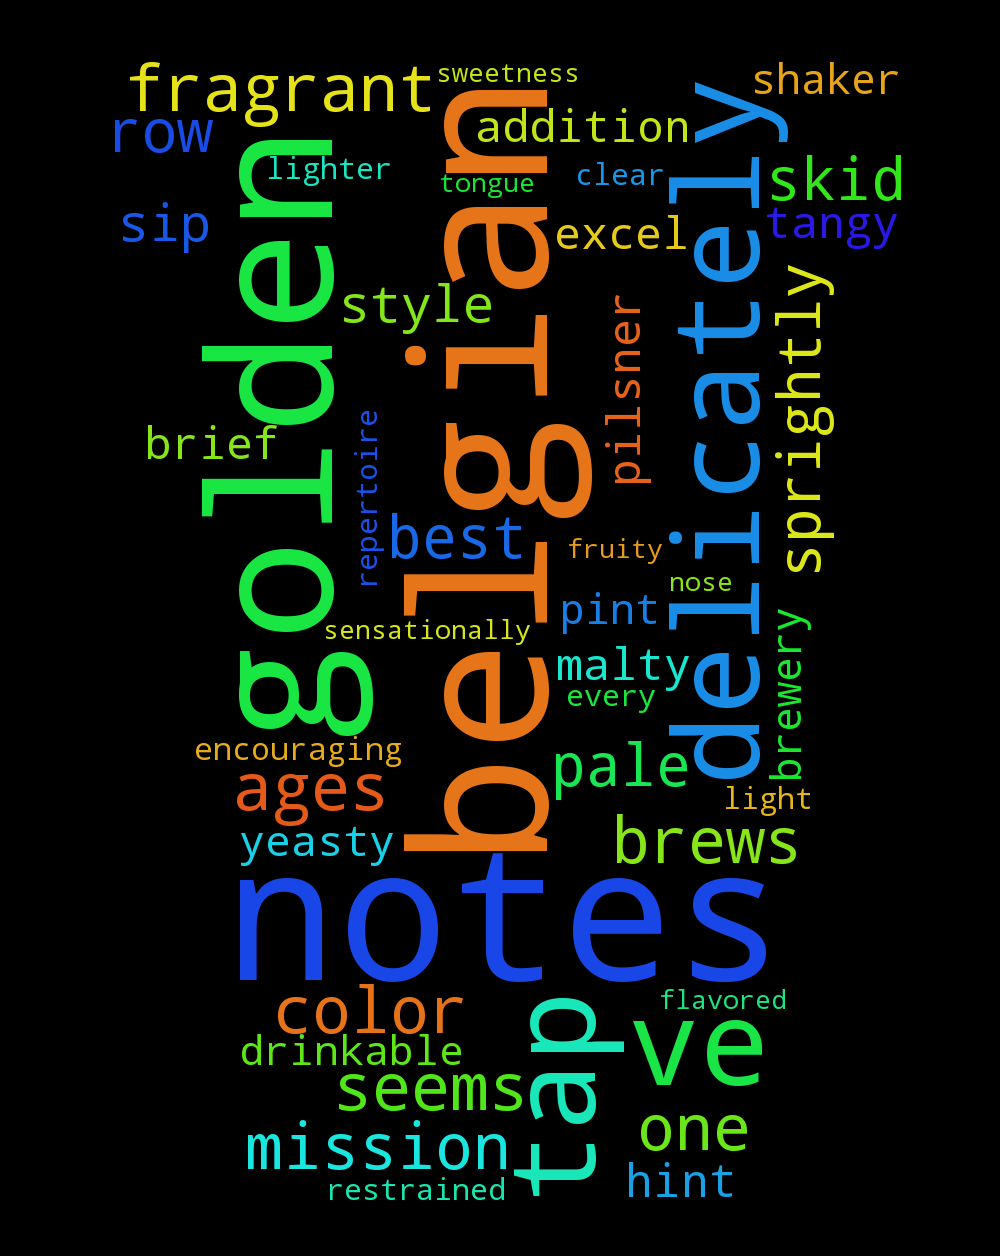 fragrant
sweetness
shaker
row
addition
lighter
tongue
clear
skid
sip
excel
tangy
golden
belgian
delicately
style
pilsner
sprightly
brief
repertoire
best
fruity
nose
pint
sensationally
malty
every
brewery
encouraging
pale
ages
light
yeasty
brews
notes
color
flavored
ve
drinkable
seems
tap
one
mission
hint
restrained